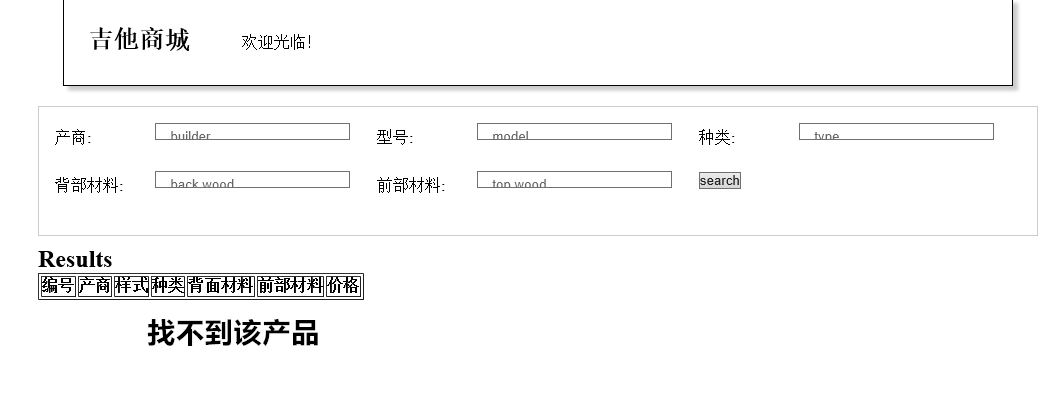 吉他商城 欢迎光临!
产商: builder 型号: model 种类: type
背部材料: back wood 前部材料: top wood search
Results
编号 产商 样式 种类 背面材料 前部材料 价格
找不到该产品